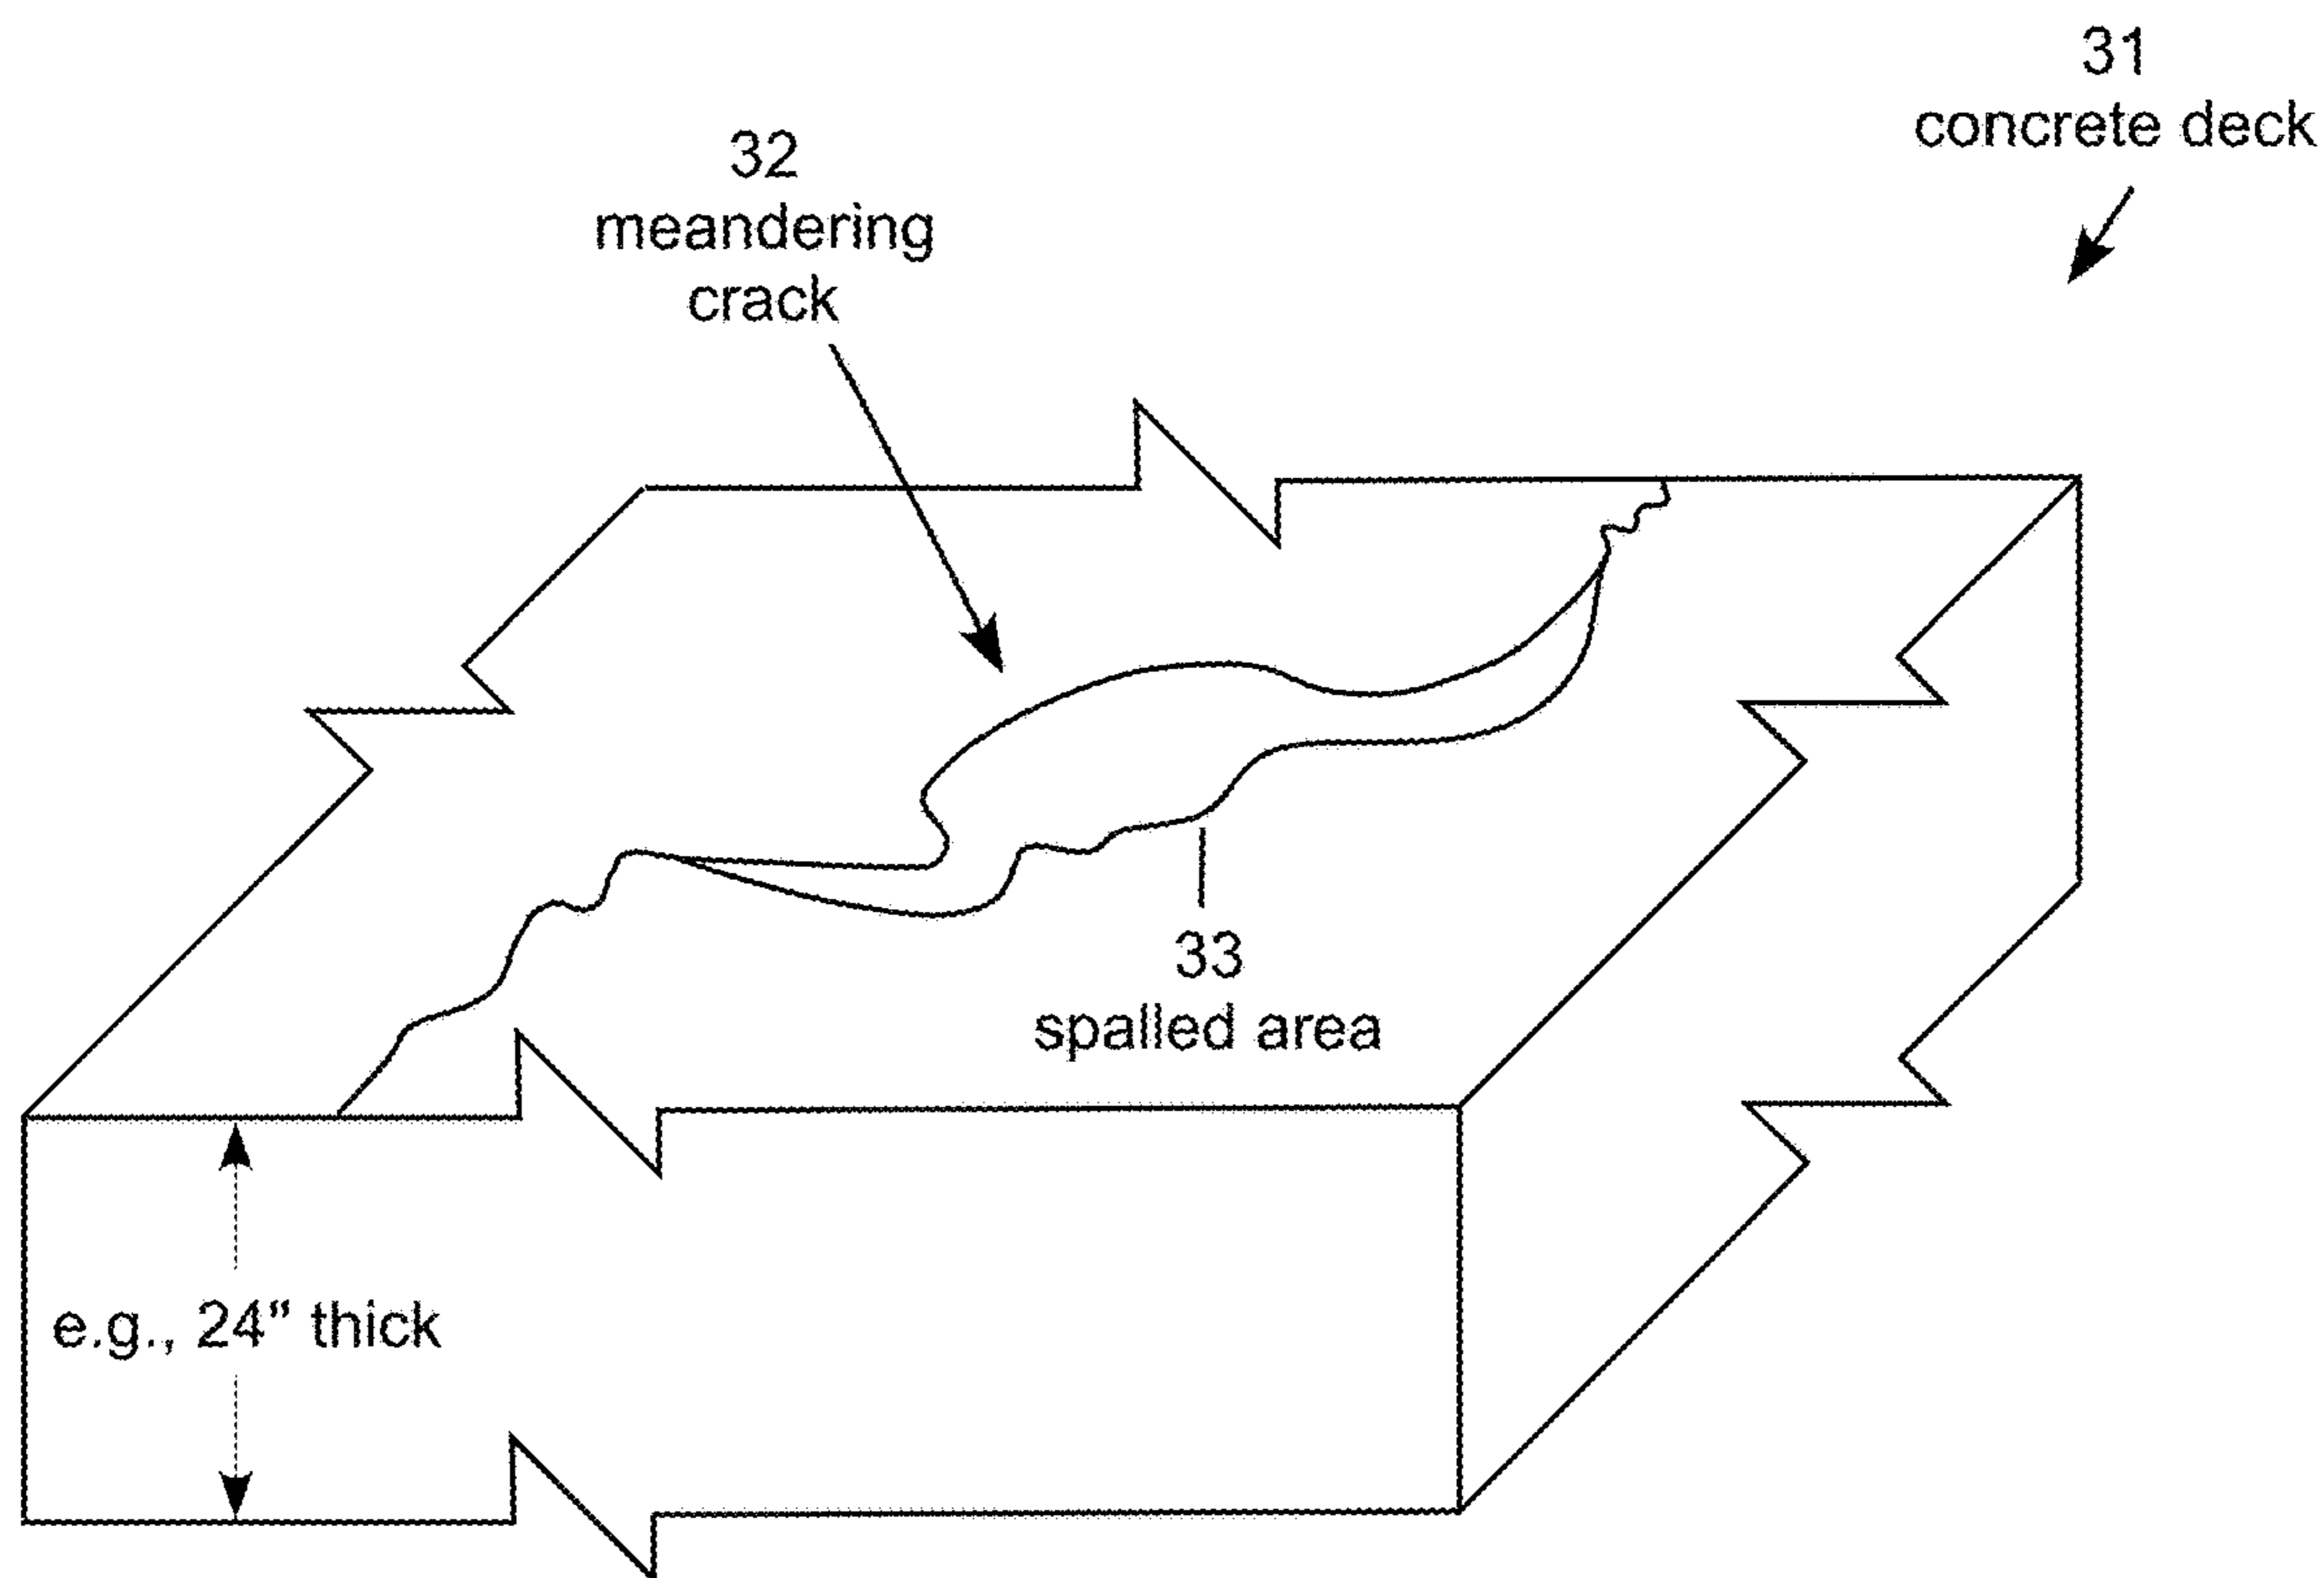 31
concrete deck
32
meandering
crack
33
spalled area
e.g., 24" thick